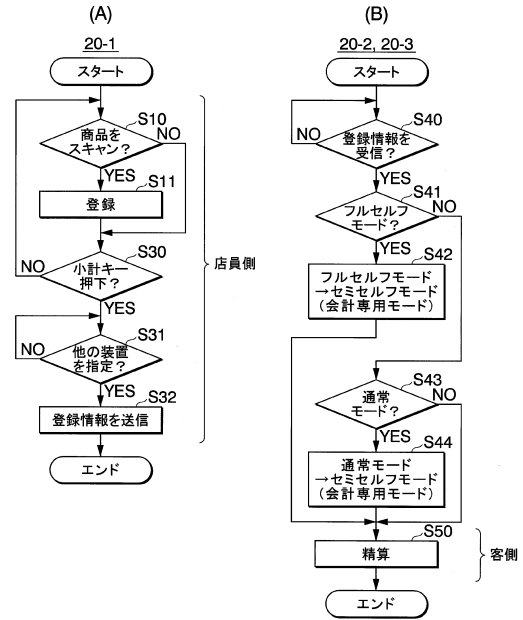 (A)
20-1
スタート
S10
商品を
スキャン？
NO
YES
S11
登録
S30
小計キー
押下？
NO
YES
S31
他の装置
を指定？
NO
YES
S32
登録情報を送信
エンド
店員側
(B)
20-2, 20-3
スタート
S40
登録情報を
受信？
NO
YES
S41
フルセルフ
モード？
NO
YES
S42
フルセルフモード
→セミセルフモード
(会計専用モード)
S43
通常
モード？
NO
YES
S44
通常モード
→セミセルフモード
(会計専用モード)
S50
精算
客側
エンド